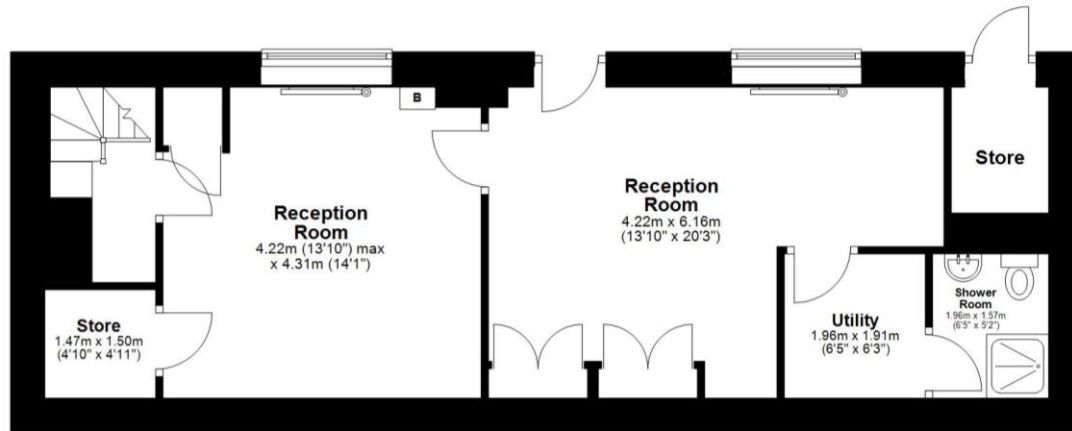 B
Reception
Room
4.22m (13'10") max
x 4.31m (14'1")
Reception
Room
4.22m x 6.16m
(13'10" x 20'3")
Store
Store
1.47m x 1.50m
(4'10" x 4'11")
Utility
1.96m x 1.91m
(6'5" x 6'3")
Shower
Room
1.96m x 1.57m
(6'5" x 5'2")